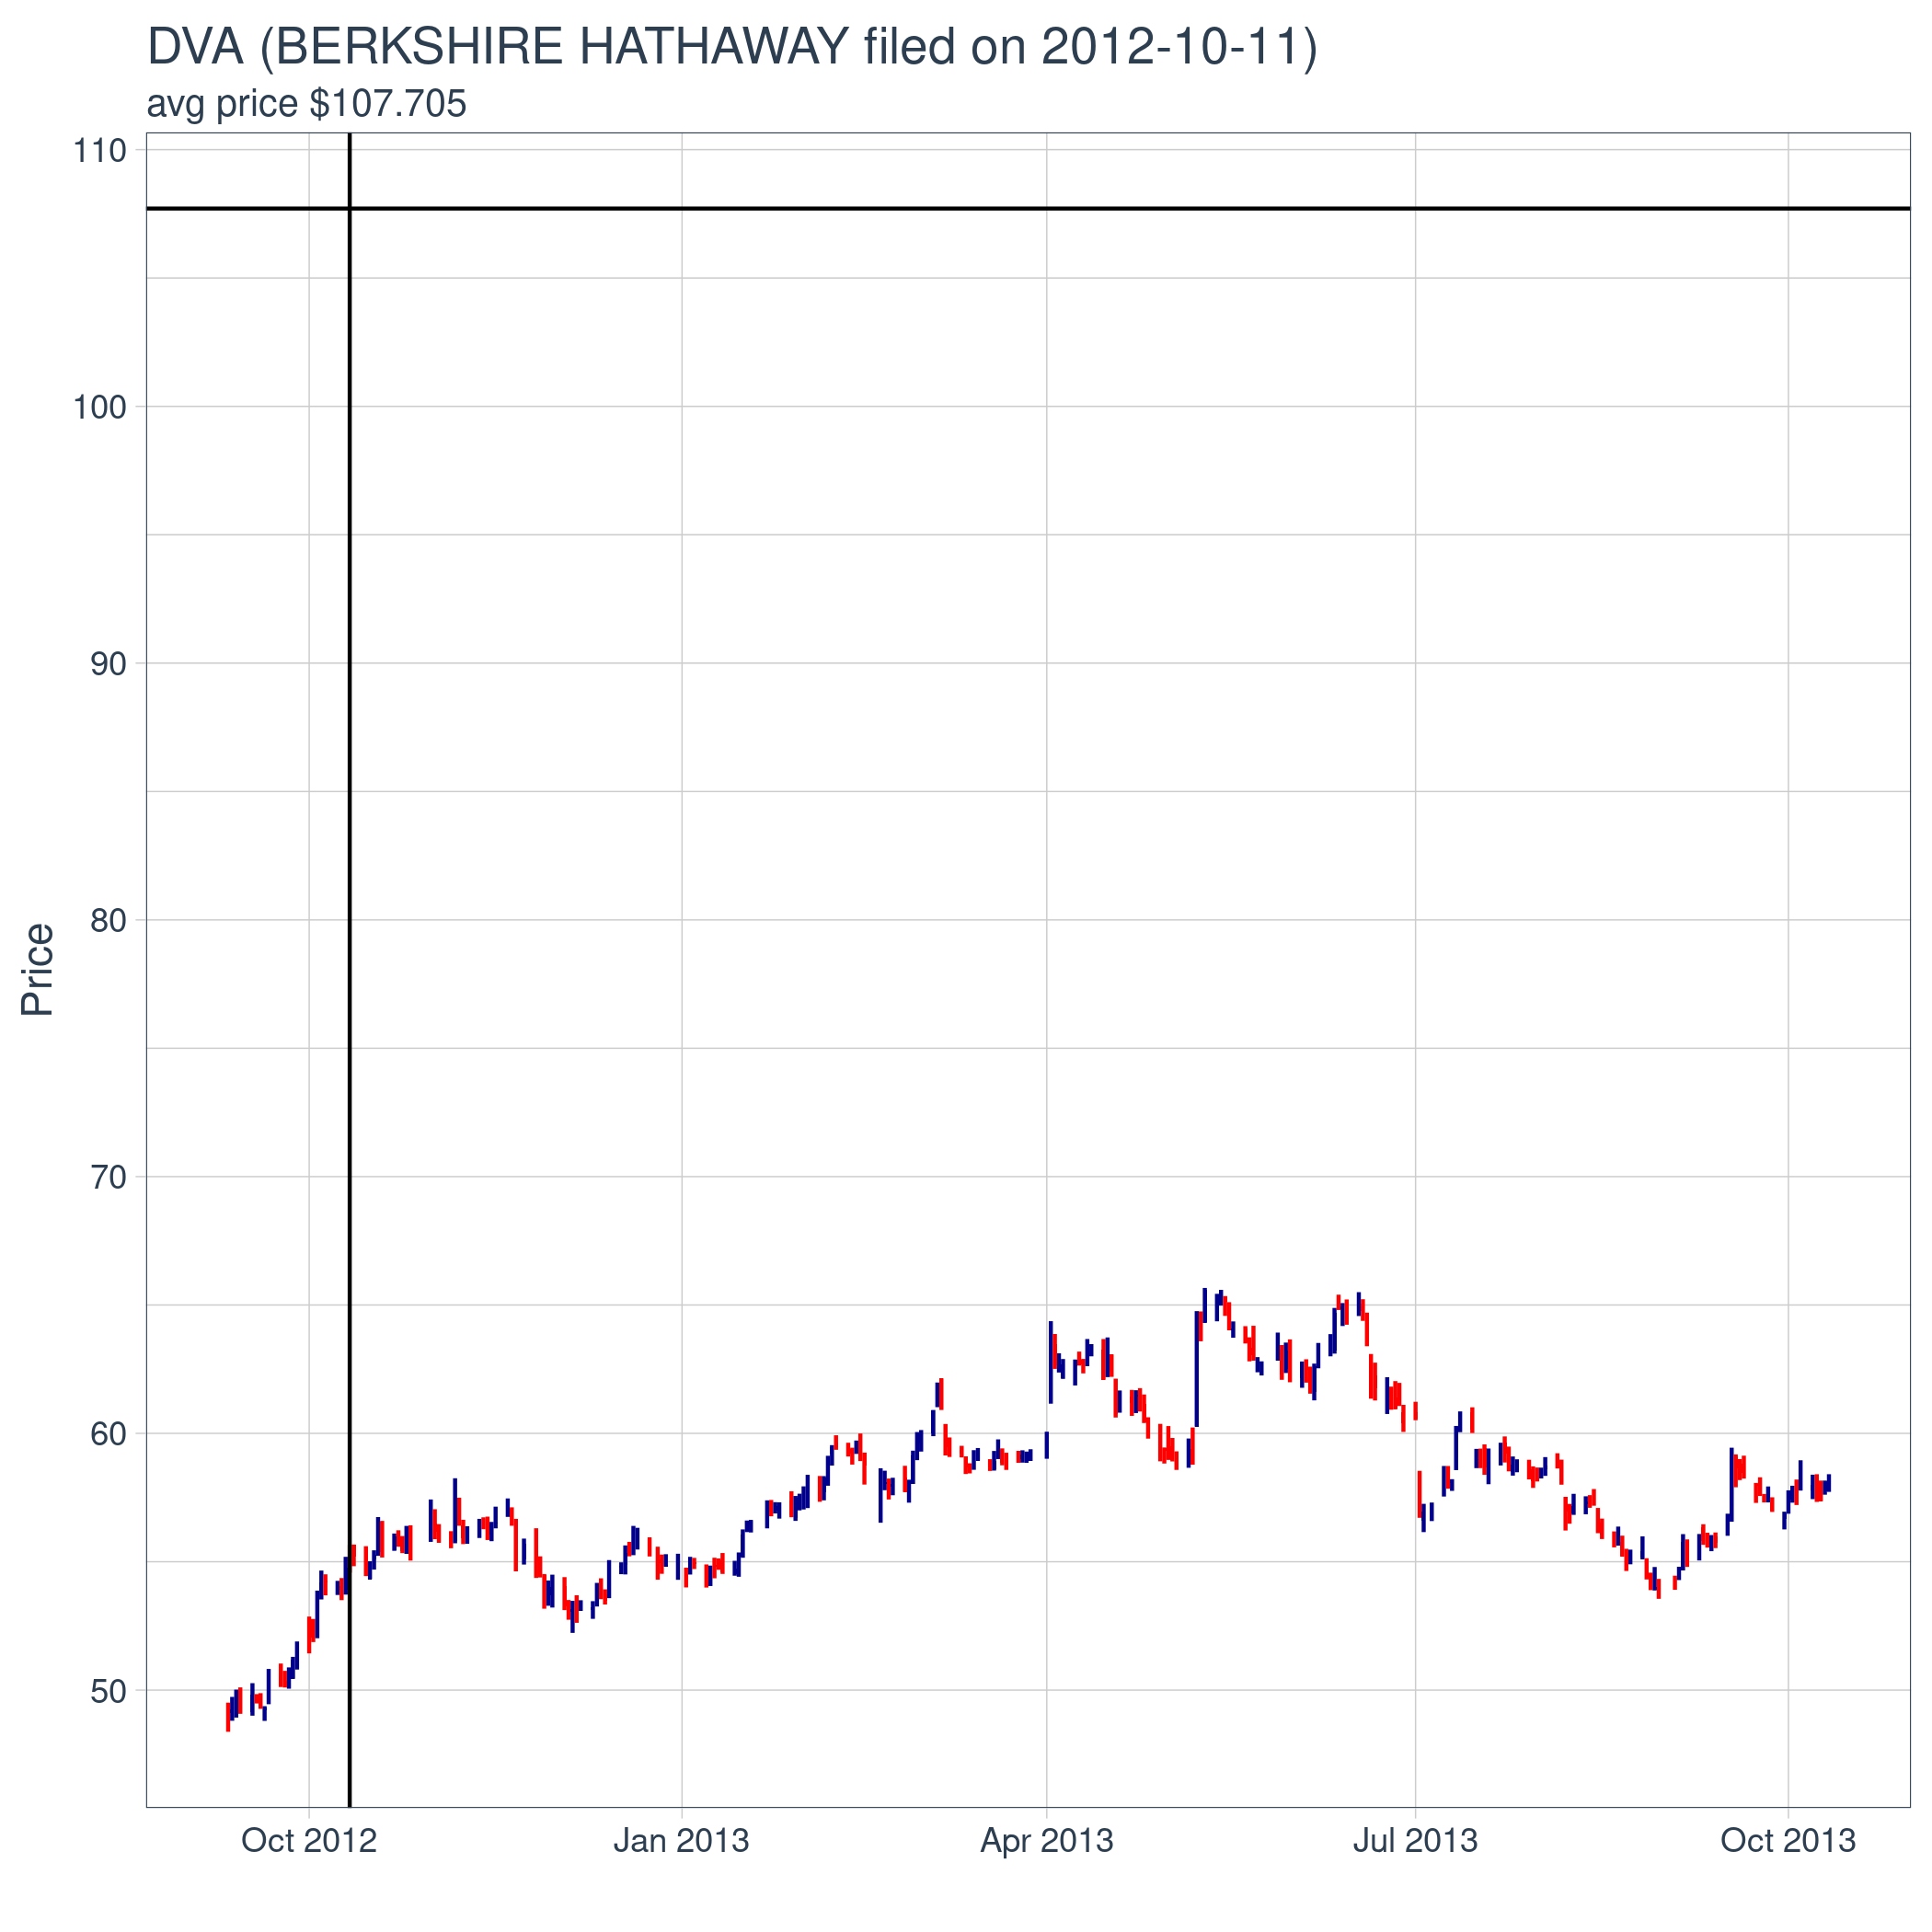 DVA (BERKSHIRE HATHAWAY filed on 2012-10-11)
avg price $107.705
110
100
90
80
70
60
50
Price
Oct 2012
Jan 2013
Apr 2013
Jul 2013
Oct 2013